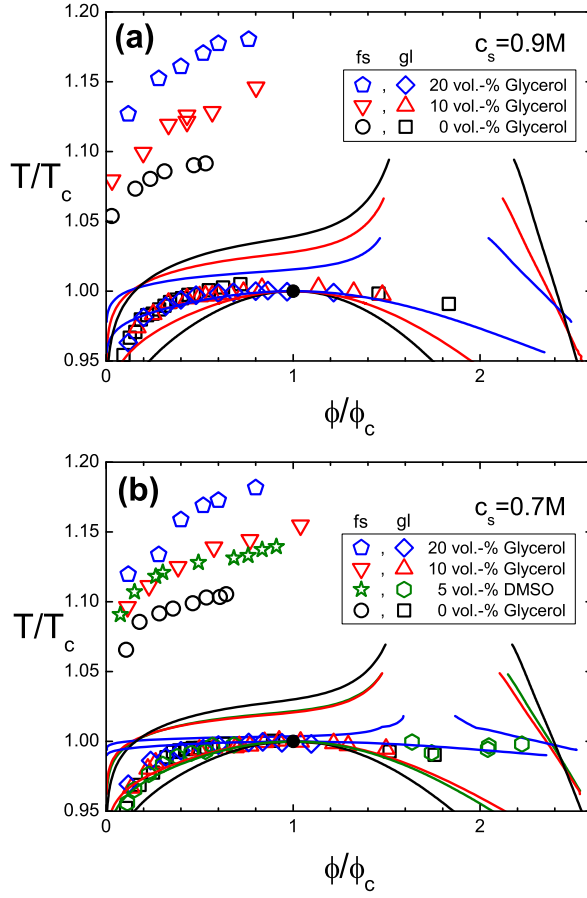 1.20
(a)
c_s=0.9M
fs gl
, 20 vol.-% Glycerol
, 10 vol.-% Glycerol
, 0 vol.-% Glycerol
1.15
1.10
T/T_c
1.05
1.00
0.95
0 1 2
ϕ/ϕ_c
1.20
(b)
c_s=0.7M
fs gl
, 20 vol.-% Glycerol
, 10 vol.-% Glycerol
, 5 vol.-% DMSO
, 0 vol.-% Glycerol
1.15
1.10
T/T_c
1.05
1.00
0.95
0 1 2
ϕ/ϕ_c